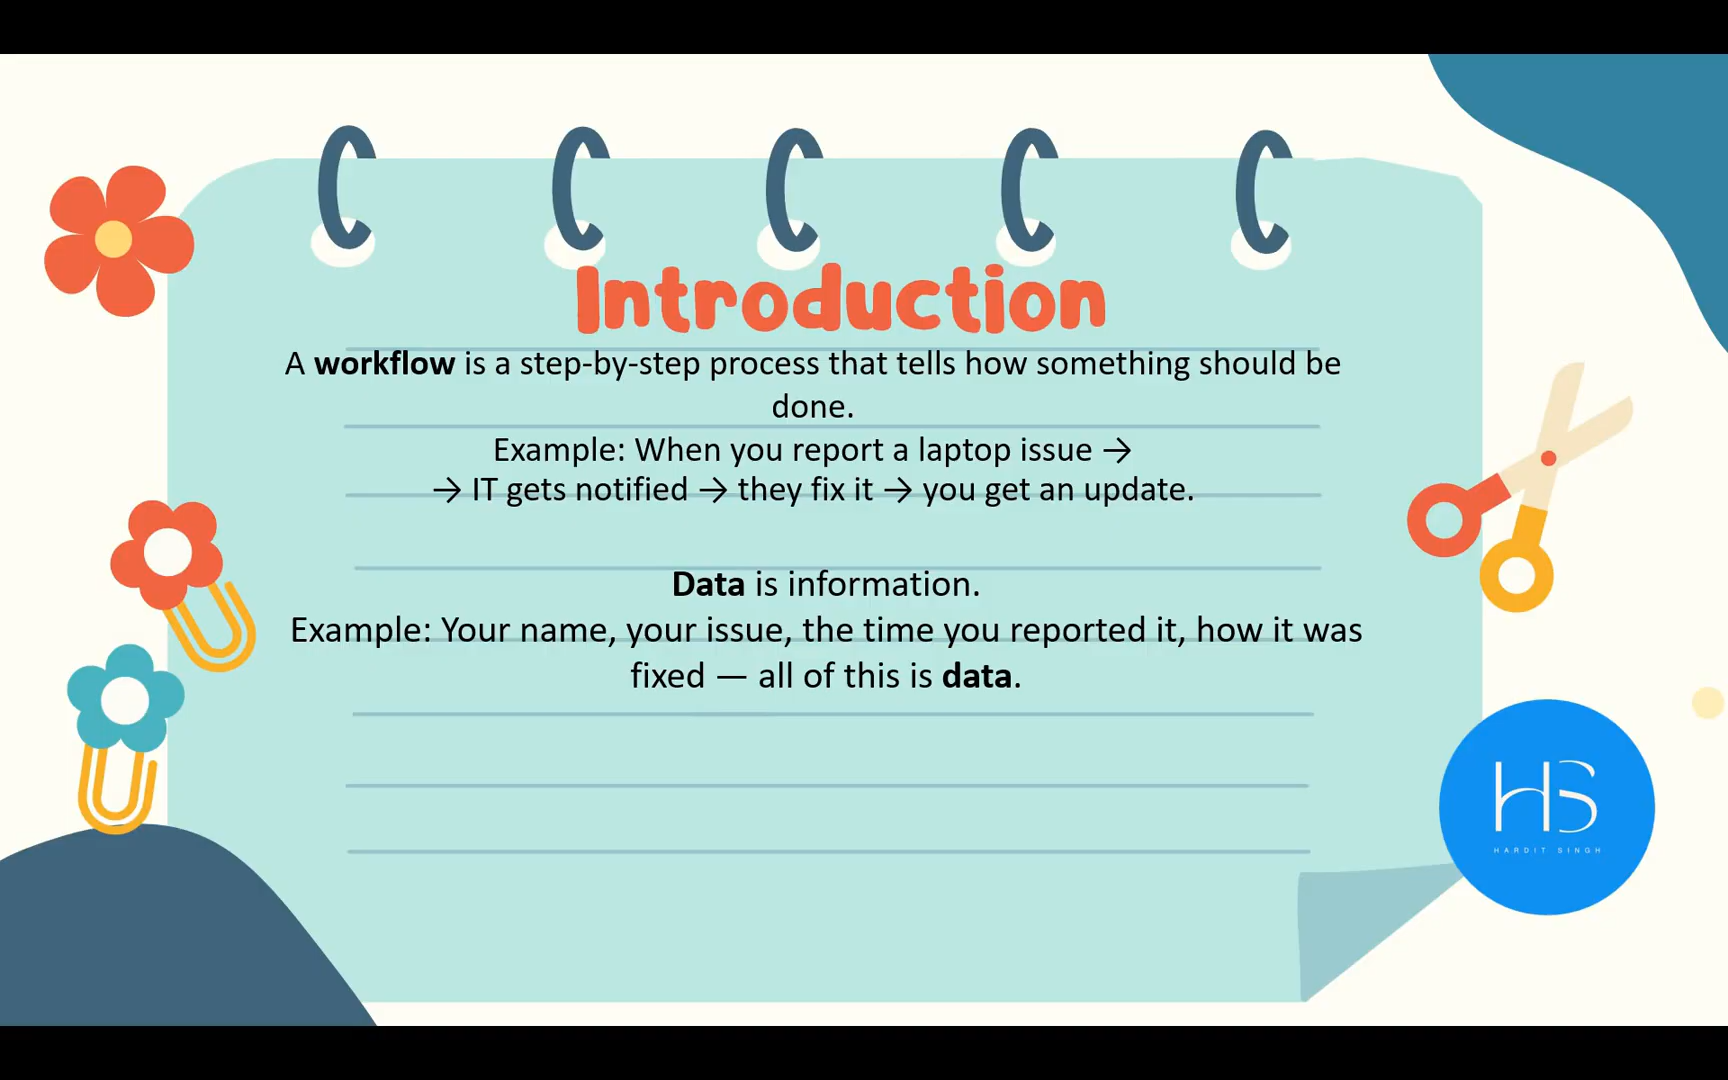 Introduction
A workflow is a step-by-step process that tells how something should be
done.
Example: When you report a laptop issue →
→ IT gets notified → they fix it → you get an update.
Data is information.
Example: Your name, your issue, the time you reported it, how it was
fixed — all of this is data.
HS
HARDIT SINGH